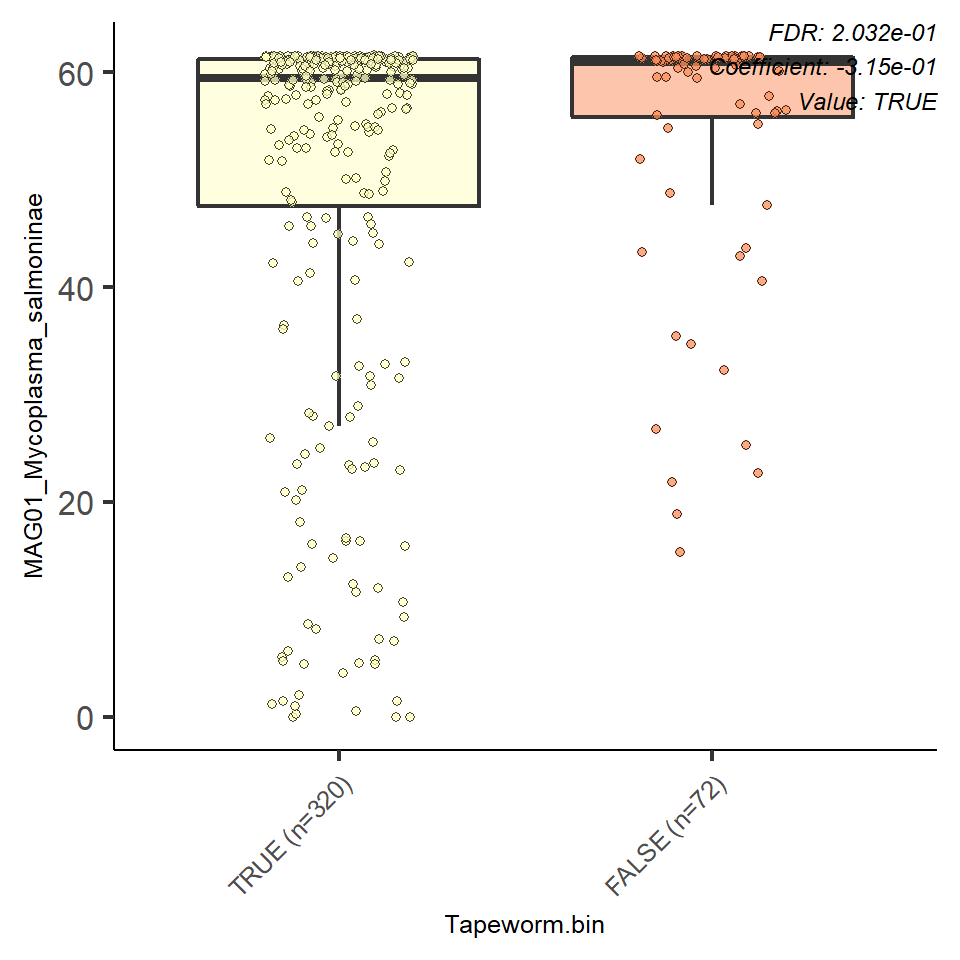 FDR: 2.032e-01
Coefficient: -3.15e-01
Value: TRUE
MAG01_Mycoplasma_salmoninae
60
40
20
0
TRUE (n=320)
FALSE (n=72)
Tapeworm.bin